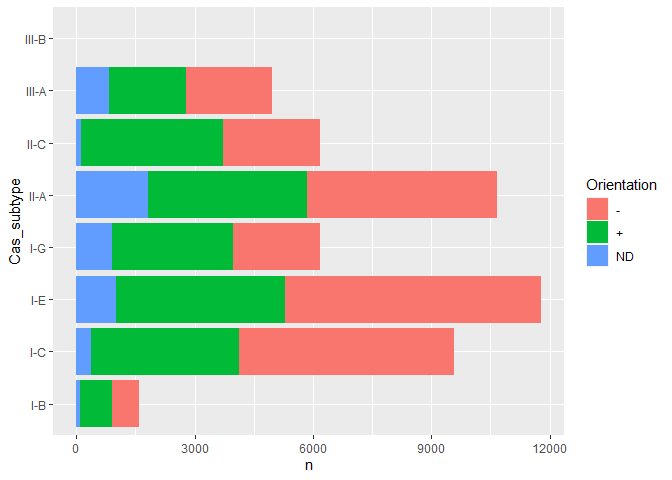 III-B
III-A
II-C
II-A
I-G
I-E
I-C
I-B
Cas_subtype
0 3000 6000 9000 12000
n
Orientation
-
+
ND